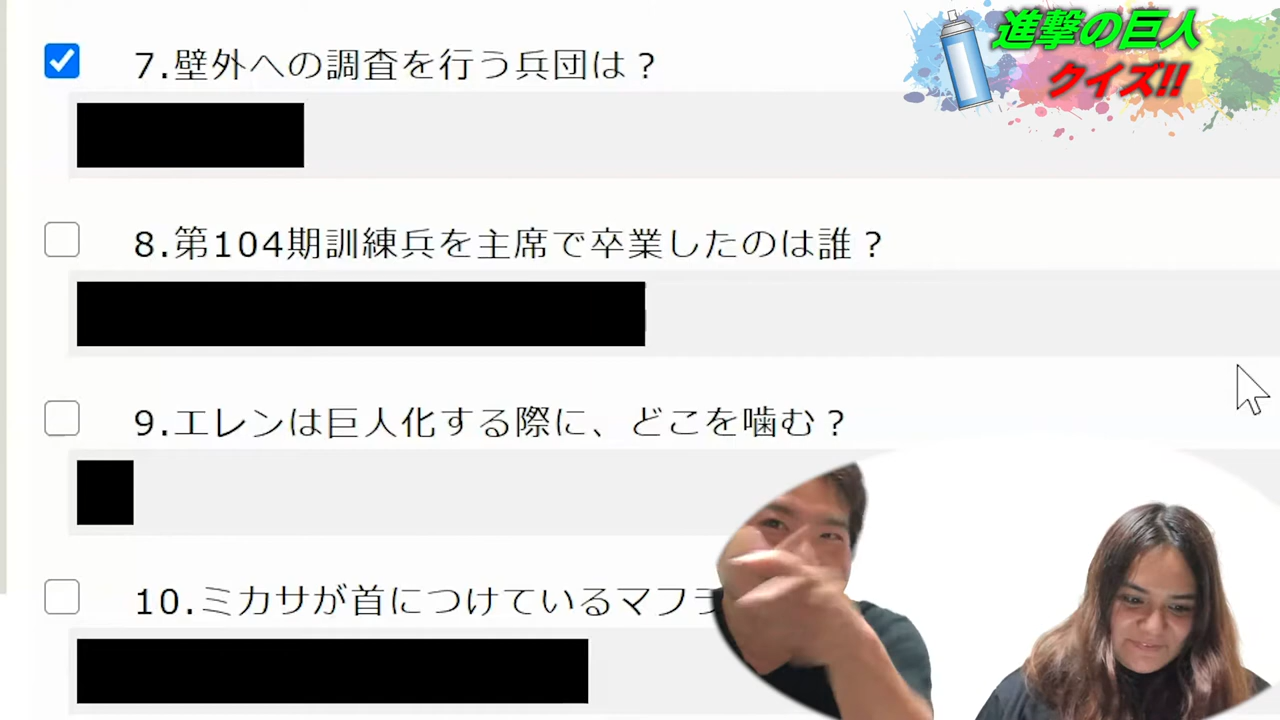 進撃の巨人
クイズ!!
7.壁外への調査を行う兵団は？
8.第104期訓練兵を主席で卒業したのは誰？
9.エレンは巨人化する際に、どこを噛む？
10.ミカサが首につけているマフラ